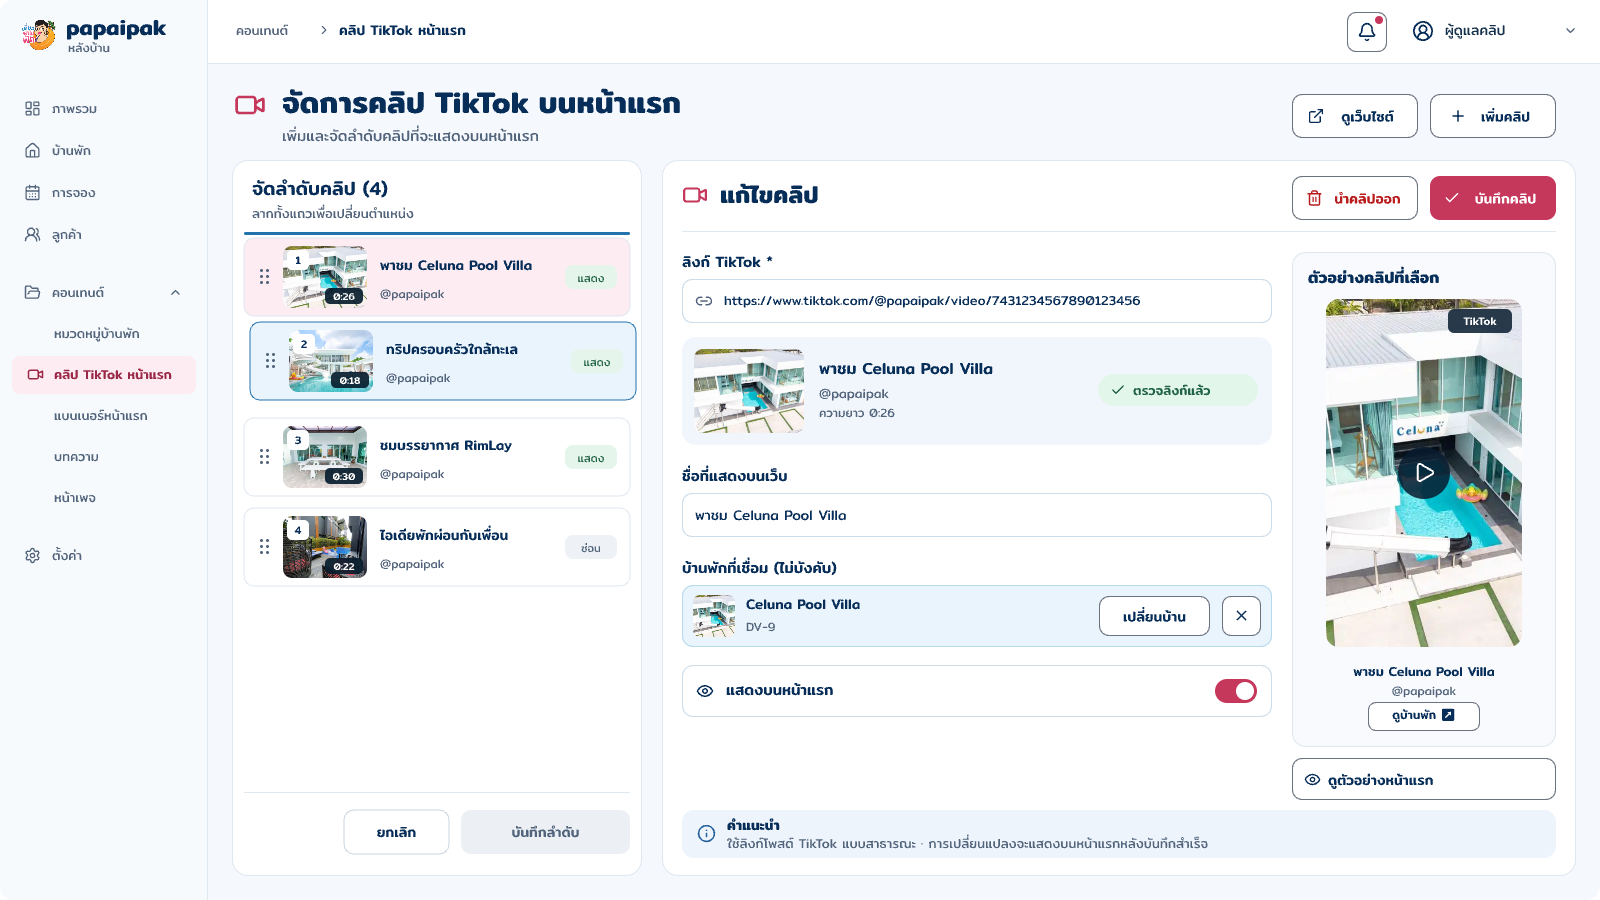 papaipak
หลังบ้าน
ภาพรวม
บ้านพัก
การจอง
ลูกค้า
คอนเทนต์
หมวดหมู่บ้านพัก
คลิป TikTok หน้าแรก
แบนเนอร์หน้าแรก
บทความ
หน้าเพจ
ตั้งค่า
คอนเทนต์ > คลิป TikTok หน้าแรก
ผู้ดูแลคลิป
จัดการคลิป TikTok บนหน้าแรก
เพิ่มและจัดลำดับคลิปที่จะแสดงบนหน้าแรก
ดูเว็บไซต์
เพิ่มคลิป
จัดลำดับคลิป (4)
ลากทั้งแถวเพื่อเปลี่ยนตำแหน่ง
1
0:26
พาชม Celuna Pool Villa
@papaipak
แสดง
2
0:18
ทริปครอบครัวใกล้ทะเล
@papaipak
แสดง
3
0:30
ชมบรรยากาศ RimLay
@papaipak
แสดง
4
0:22
ไอเดียพักผ่อนกับเพื่อน
@papaipak
ซ่อน
ยกเลิก
บันทึกลำดับ
แก้ไขคลิป
นำคลิปออก
บันทึกคลิป
ลิงก์ TikTok *
https://www.tiktok.com/@papaipak/video/7431234567890123456
พาชม Celuna Pool Villa
@papaipak
ความยาว 0:26
ตรวจลิงก์แล้ว
ชื่อที่แสดงบนเว็บ
พาชม Celuna Pool Villa
บ้านพักที่เชื่อม (ไม่บังคับ)
Celuna Pool Villa
DV-9
เปลี่ยนบ้าน
แสดงบนหน้าแรก
ตัวอย่างคลิปที่เลือก
TikTok
Celuna
พาชม Celuna Pool Villa
@papaipak
ดูบ้านพัก
ดูตัวอย่างหน้าแรก
คำแนะนำ
ใช้ลิงก์โพสต์ TikTok แบบสาธารณะ · การเปลี่ยนแปลงจะแสดงบนหน้าแรกหลังบันทึกสำเร็จ